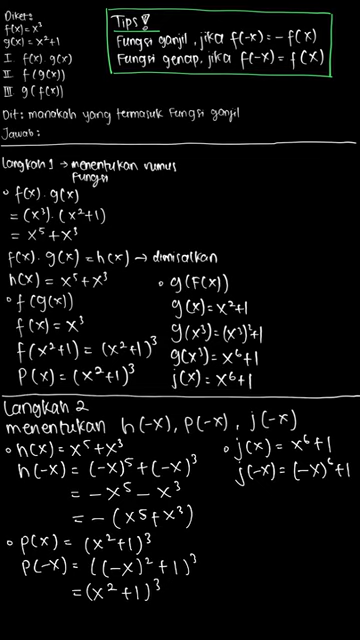 Diket:
f(x)=x³
g(x)=x²+1
I f(x).g(x)
II f(g(x))
III g(f(x))
Tips!
Fungsi ganjil, jika f(-x)=-f(x)
Fungsi genap, jika f(-x)=f(x)
Dit: manakah yang termasuk fungsi ganjil
Jawab:
Langkah 1 → menentukan rumus
fungsi
• f(x).g(x)
= (x³).(x²+1)
= x⁵+x³
f(x).g(x)=h(x) → dimisalkan
h(x)=x⁵+x³
• f(g(x))
f(x)=x³
f(x²+1)=(x²+1)³
P(x)=(x²+1)³
• g(f(x))
g(x)=x²+1
g(x³)=(x³)²+1
g(x³)=x⁶+1
j(x)=x⁶+1
Langkah 2
menentukan h(-x), p(-x), j(-x)
• h(x)=x⁵+x³
h(-x)=(-x)⁵+(-x)³
= -x⁵-x³
= -(x⁵+x³)
• p(x)=(x²+1)³
p(-x)=((-x)²+1)³
=(x²+1)³
• j(x)=x⁶+1
j(-x)=(-x)⁶+1